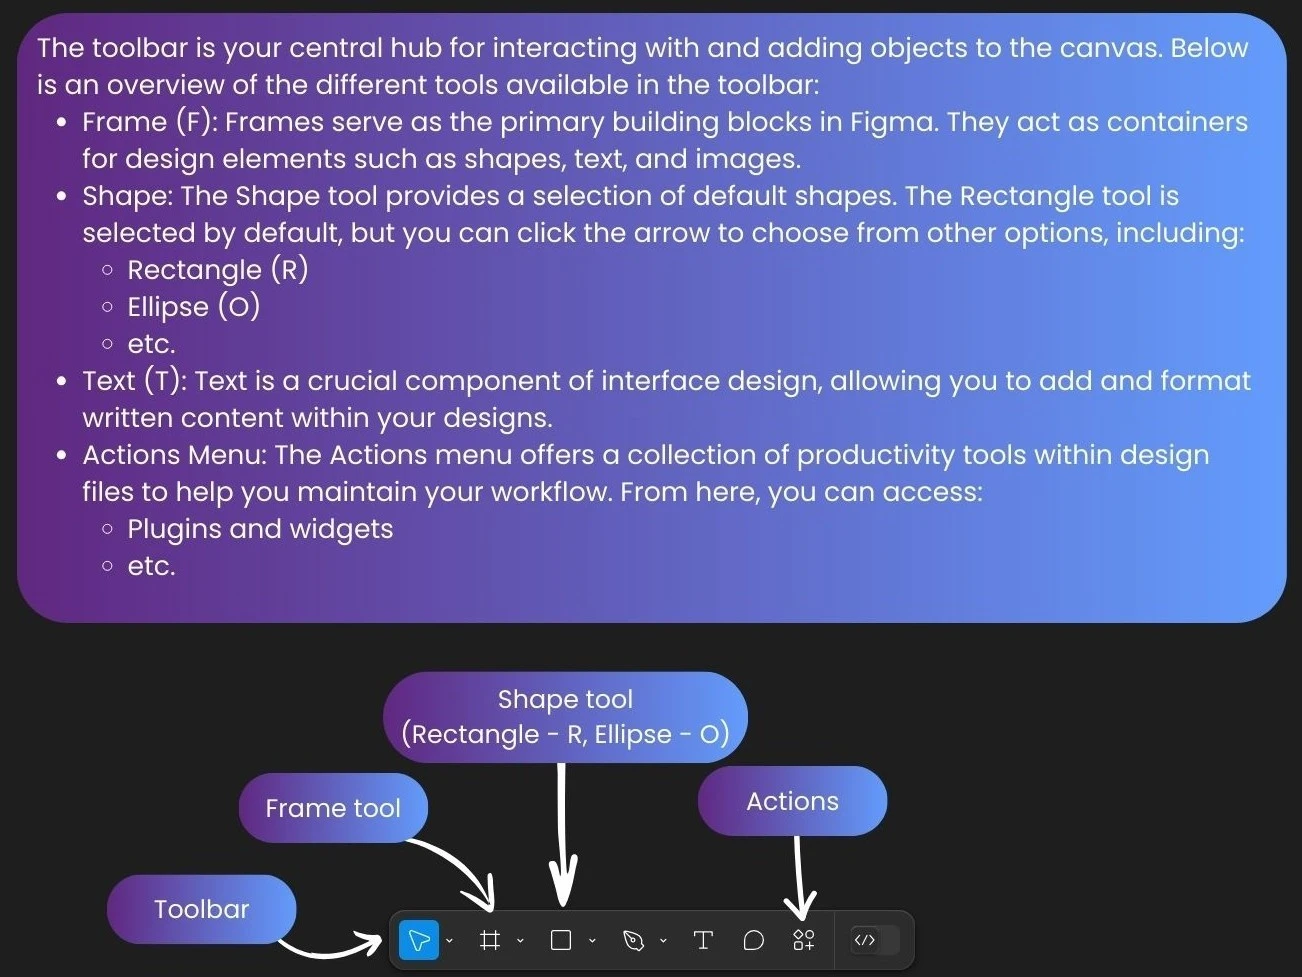 The toolbar is your central hub for interacting with and adding objects to the canvas. Below
is an overview of the different tools available in the toolbar:
• Frame (F): Frames serve as the primary building blocks in Figma. They act as containers
for design elements such as shapes, text, and images.
• Shape: The Shape tool provides a selection of default shapes. The Rectangle tool is
selected by default, but you can click the arrow to choose from other options, including:
◦ Rectangle (R)
◦ Ellipse (O)
◦ etc.
• Text (T): Text is a crucial component of interface design, allowing you to add and format
written content within your designs.
• Actions Menu: The Actions menu offers a collection of productivity tools within design
files to help you maintain your workflow. From here, you can access:
◦ Plugins and widgets
◦ etc.
Shape tool
(Rectangle - R, Ellipse - O)
Actions
Frame tool
Toolbar